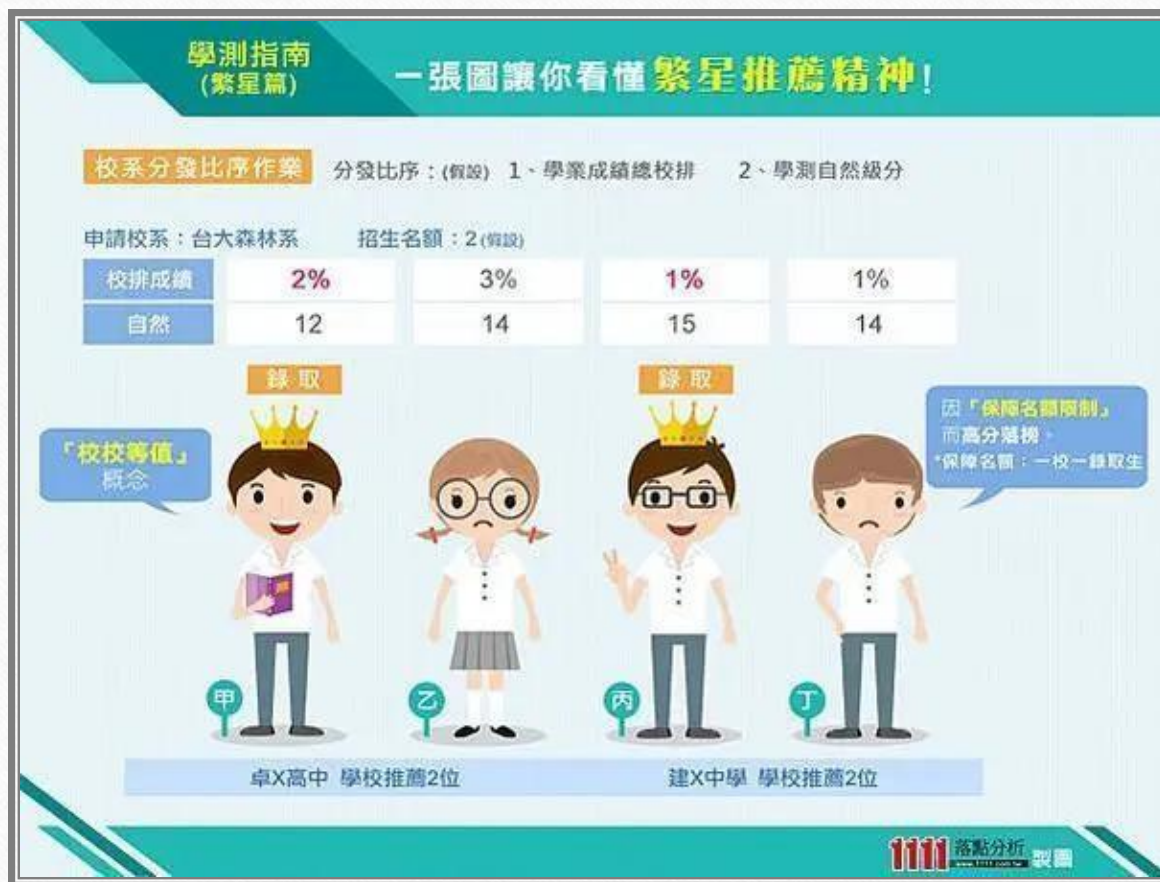 學測指南
(繁星篇)
一張圖讓你看懂繁星推薦精神!
校系分發比序作業 分發比序:(假設) 1、學業成績總校排 2、學測自然級分
申請校系:台大森林系 招生名額:2(假設)
校排成績 2% 3% 1% 1%
自然 12 14 15 14
錄取 錄取
「校校等值」
概念
因「保障名額限制」
而高分落榜。
*保障名額:一校一錄取生
甲 乙 丙 丁
卓X高中 學校推薦2位 建X中學 學校推薦2位
1111 落點分析 製圖
www.1111.com.tw